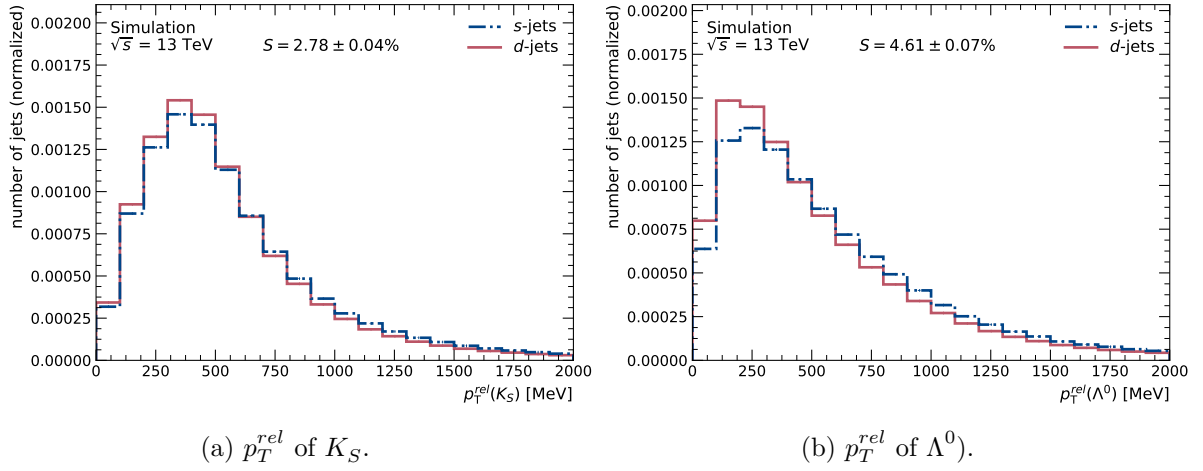 0.00200
0.00175
0.00150
0.00125
0.00100
0.00075
0.00050
0.00025
0.00000
number of jets (normalized)
Simulation
√s = 13 TeV
S = 2.78 ± 0.04%
s-jets
d-jets
0 250 500 750 1000 1250 1500 1750 2000
p_T^{rel}(K_S) [MeV]
(a) p_T^{rel} of K_S.
0.00200
0.00175
0.00150
0.00125
0.00100
0.00075
0.00050
0.00025
0.00000
number of jets (normalized)
Simulation
√s = 13 TeV
S = 4.61 ± 0.07%
s-jets
d-jets
0 250 500 750 1000 1250 1500 1750 2000
p_T^{rel}(Λ^0) [MeV]
(b) p_T^{rel} of Λ^0).